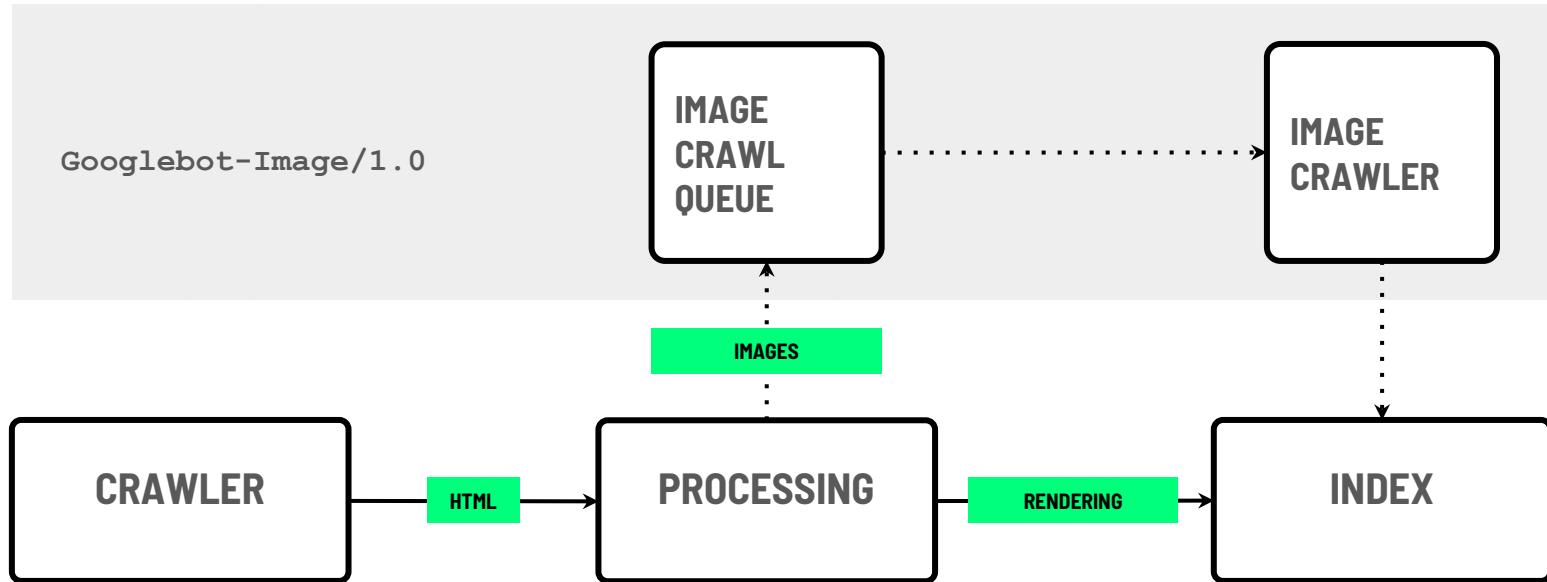 Googlebot-Image/1.0
IMAGE
CRAWL
QUEUE
IMAGE
CRAWLER
IMAGES
CRAWLER
HTML
PROCESSING
RENDERING
INDEX